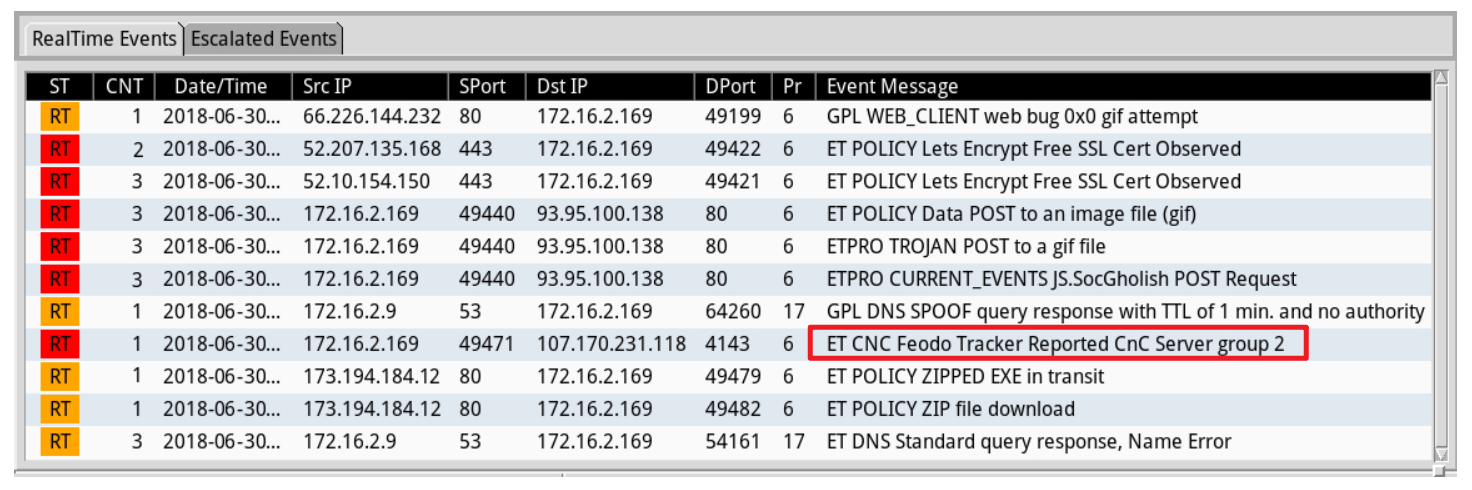 RealTime Events Escalated Events
ST CNT Date/Time Src IP SPort Dst IP DPort Pr Event Message
RT 1 2018-06-30... 66.226.144.232 80 172.16.2.169 49199 6 GPL WEB_CLIENT web bug 0x0 gif attempt
RT 2 2018-06-30... 52.207.135.168 443 172.16.2.169 49422 6 ET POLICY Lets Encrypt Free SSL Cert Observed
RT 3 2018-06-30... 52.10.154.150 443 172.16.2.169 49421 6 ET POLICY Lets Encrypt Free SSL Cert Observed
RT 3 2018-06-30... 172.16.2.169 49440 93.95.100.138 80 6 ET POLICY Data POST to an image file (gif)
RT 3 2018-06-30... 172.16.2.169 49440 93.95.100.138 80 6 ETPRO TROJAN POST to a gif file
RT 3 2018-06-30... 172.16.2.169 49440 93.95.100.138 80 6 ETPRO CURRENT_EVENTS JS.SocGholish POST Request
RT 1 2018-06-30... 172.16.2.9 53 172.16.2.169 64260 17 GPL DNS SPOOF query response with TTL of 1 min. and no authority
RT 1 2018-06-30... 172.16.2.169 49471 107.170.231.118 4143 6 ET CNC Feodo Tracker Reported CnC Server group 2
RT 1 2018-06-30... 173.194.184.12 80 172.16.2.169 49479 6 ET POLICY ZIPPED EXE in transit
RT 1 2018-06-30... 173.194.184.12 80 172.16.2.169 49482 6 ET POLICY ZIP file download
RT 3 2018-06-30... 172.16.2.9 53 172.16.2.169 54161 17 ET DNS Standard query response, Name Error